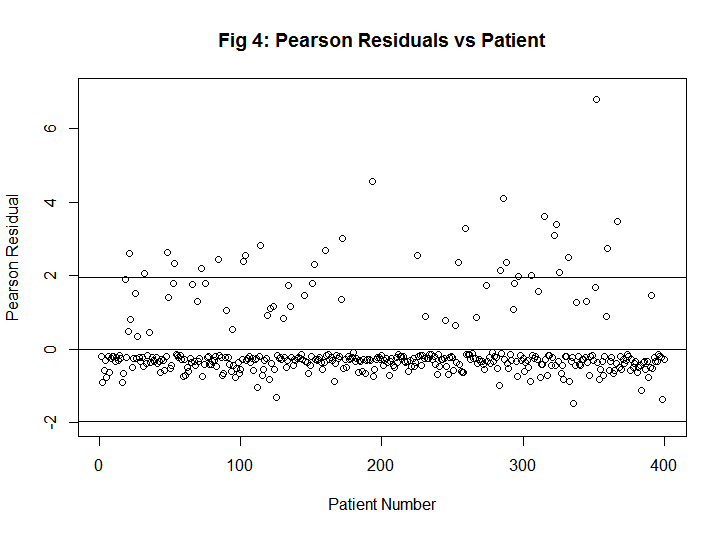 Fig 4: Pearson Residuals vs Patient
Pearson Residual
6
4
2
0
-2
0 100 200 300 400
Patient Number